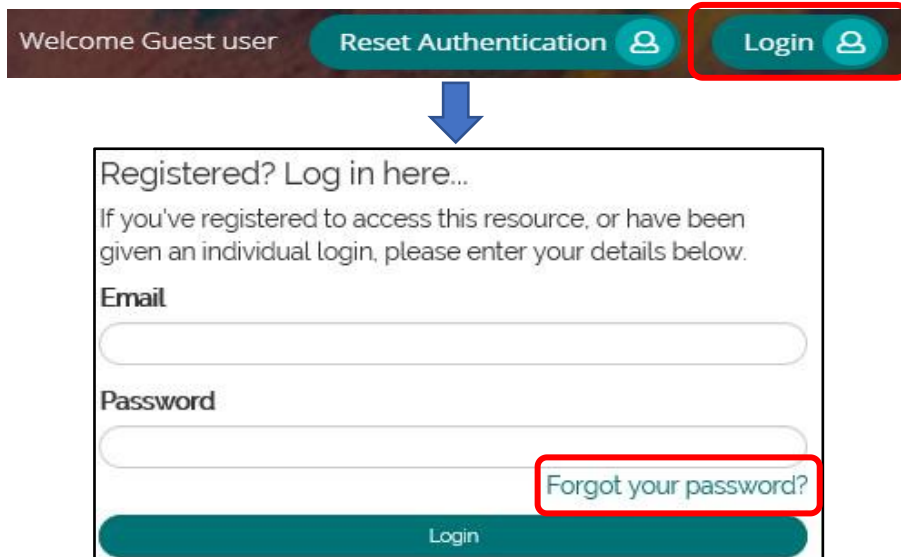 Welcome Guest user Reset Authentication Login
Registered? Log in here...
If you've registered to access this resource, or have been
given an individual login, please enter your details below.
Email
Password
Forgot your password?
Login